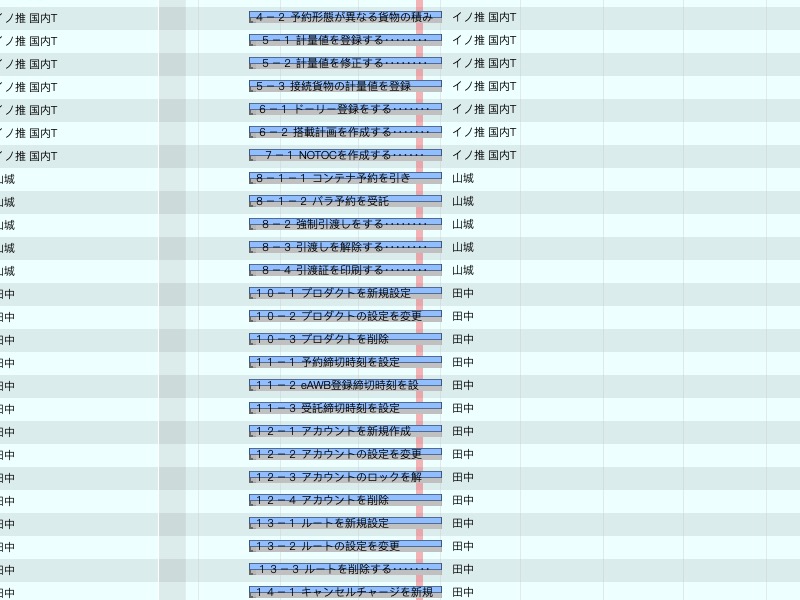 イノ推 国内T 4－2 予約形態が異なる貨物の積み イノ推 国内T
イノ推 国内T 5－1 計量値を登録する‥‥‥‥ イノ推 国内T
イノ推 国内T 5－2 計量値を修正する‥‥‥‥ イノ推 国内T
イノ推 国内T 5－3 接続貨物の計量値を登録 イノ推 国内T
イノ推 国内T 6－1 ドーリー登録をする‥‥‥・ イノ推 国内T
イノ推 国内T 6－2 搭載計画を作成する‥‥‥・ イノ推 国内T
イノ推 国内T 7－1 NOTOCを作成する‥‥‥ イノ推 国内T
山城 8－1－1 コンテナ予約を引き 山城
山城 8－1－2 バラ予約を受託 山城
山城 8－2 強制引渡しをする‥‥‥‥ 山城
山城 8－3 引渡しを解除する‥‥‥‥ 山城
山城 8－4 引渡証を印刷する‥‥‥‥ 山城
田中 10－1 プロダクトを新規設定 田中
田中 10－2 プロダクトの設定を変更 田中
田中 10－3 プロダクトを削除 田中
田中 11－1 予約締切時刻を設定 田中
田中 11－2 eAWB登録締切時刻を設 田中
田中 11－3 受託締切時刻を設定 田中
田中 12－1 アカウントを新規作成 田中
田中 12－2 アカウントの設定を変更 田中
田中 12－3 アカウントのロックを解 田中
田中 12－4 アカウントを削除 田中
田中 13－1 ルートを新規設定 田中
田中 13－2 ルートの設定を変更 田中
田中 13－3 ルートを削除する‥‥‥・ 田中
田中 14－1 キャンセルチャージを新規 田中